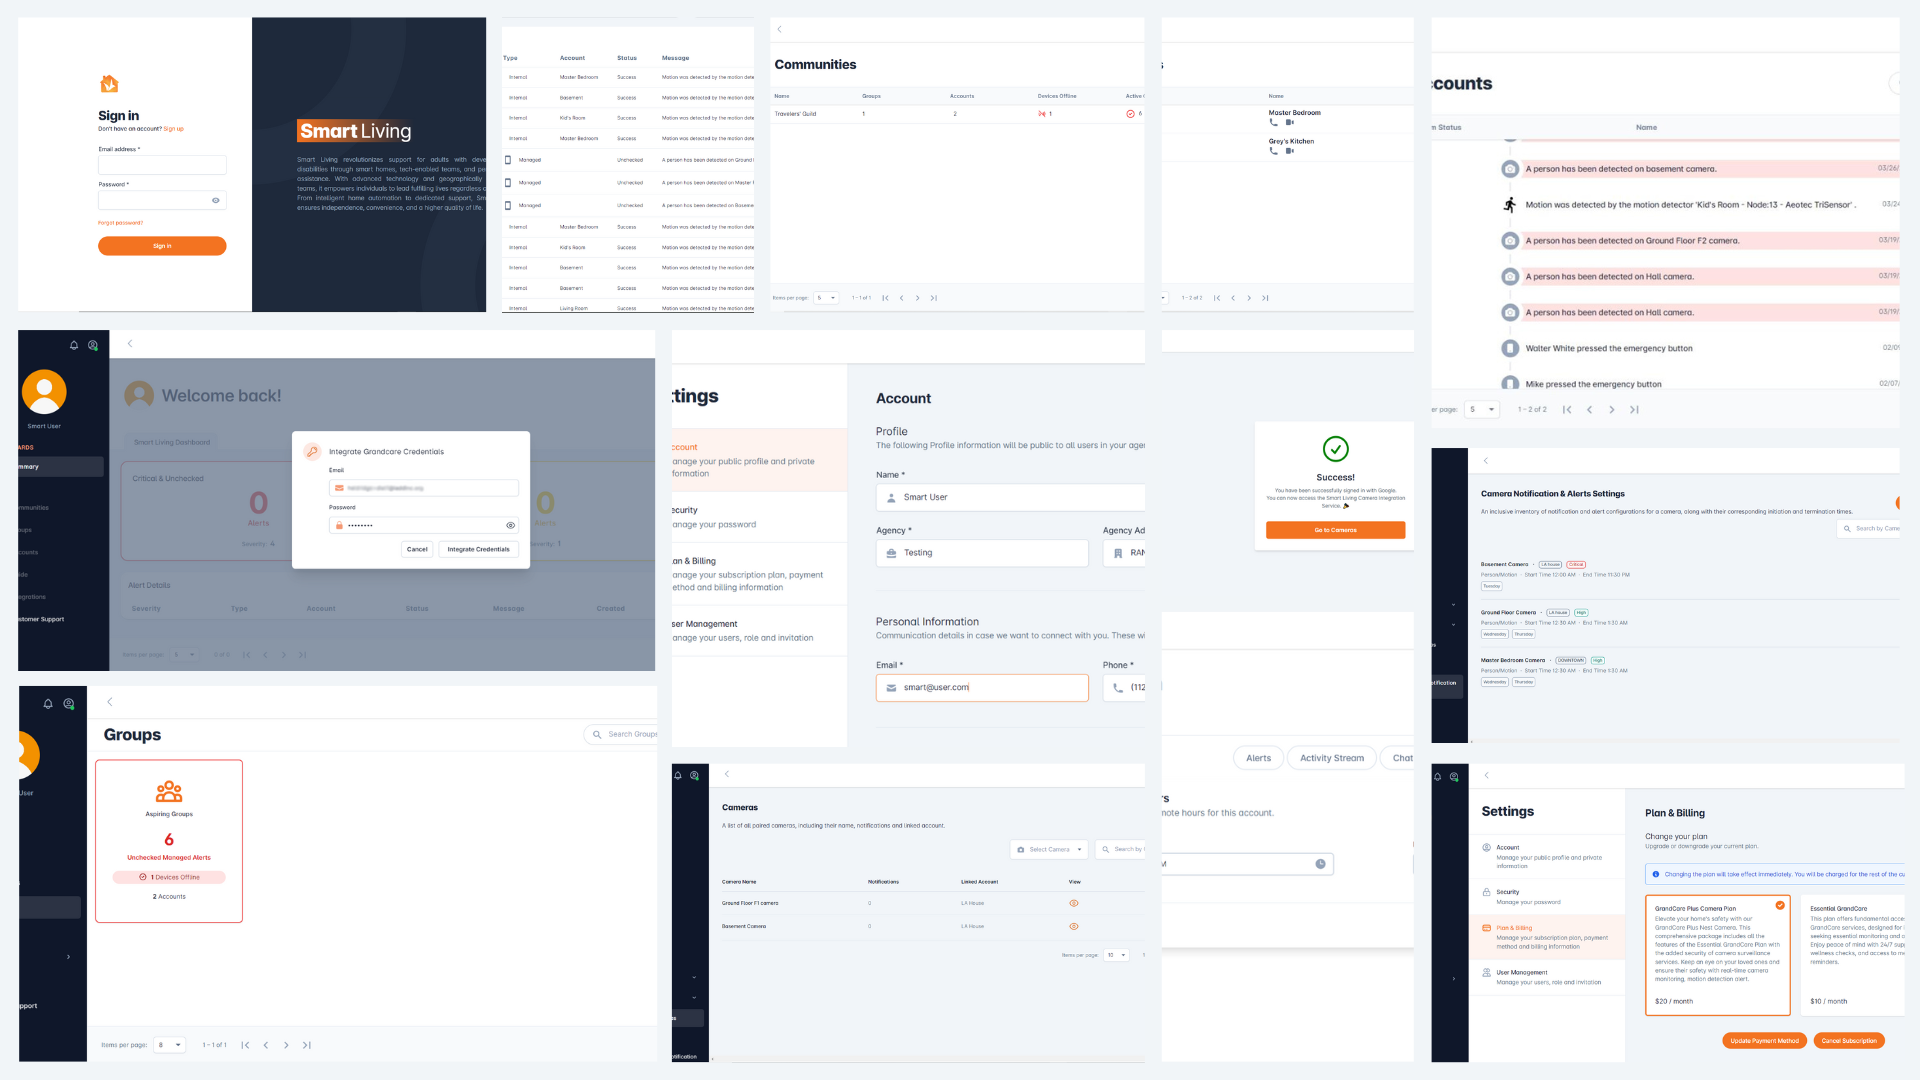 Sign in
Don't have an account? Sign up
Email address *
Password *
Forgot password?
Sign in
Smart Living
Smart Living revolutionizes support for adults with deve
disabilities through smart homes, tech-enabled teams, and pe
assistance. With advanced technology and geographically
teams, it empowers individuals to lead fulfilling lives regardless o
From intelligent home automation to dedicated support, Sm
ensures independence, convenience, and a higher quality of life.
Type Account Status Message
Internal Master Bedroom Success Motion was detected by the motion dete
Internal Basement Success Motion was detected by the motion dete
Internal Kid's Room Success Motion was detected by the motion dete
Internal Master Bedroom Success Motion was detected by the motion dete
Managed Unchecked A person has been detected on Ground
Managed Unchecked A person has been detected on Master
Managed Unchecked A person has been detected on Baseme
Internal Master Bedroom Success Motion was detected by the motion dete
Internal Kid's Room Success Motion was detected by the motion dete
Internal Basement Success Motion was detected by the motion dete
Internal Basement Success Motion was detected by the motion dete
Internal Living Room Success Motion was detected by the motion dete
Communities
Name Groups Accounts Devices Offline Active
Travelers' Guild 1 2 1 6
Items per page: 5 1 - 1 of 1
Name
Master Bedroom
Grey's Kitchen
1 - 2 of 2
ccounts
m Status Name
A person has been detected on basement camera. 03/26/
Motion was detected by the motion detector 'Kid's Room - Node:13 - Aeotec TriSensor' . 03/24
A person has been detected on Ground Floor F2 camera. 03/19/
A person has been detected on Hall camera. 03/19/
A person has been detected on Hall camera. 03/19/
Walter White pressed the emergency button 02/09
Mike pressed the emergency button 02/07/
er page: 5 1 - 2 of 2
Smart User
ARDS
mmary
mmunities
oups
counts
ide
egrations
stomer Support
Welcome back!
Smart Living Dashboard
Critical & Unchecked
0
Alerts
Severity: 4
0
Alerts
everity: 1
Alert Details
Severity Type Account Status Message Created
Items per page: 5 0 of 0
Integrate Grandcare Credentials
Email
Password
Cancel Integrate Credentials
ttings
ccount
anage your public profile and private
formation
ecurity
anage your password
an & Billing
anage your subscription plan, payment
ethod and billing information
ser Management
anage your users, role and invitation
Account
Profile
The following Profile information will be public to all users in your agen
Name *
Smart User
Agency * Agency Ad
Testing RAN
Personal Information
Communication details in case we want to connect with you. These wi
Email * Phone *
smart@user.com (112
Success!
You have been successfully signed in with Google.
You can now access the Smart Living Camera Integration
Service.
Go to Cameras
Camera Notification & Alerts Settings
An inclusive inventory of notification and alert configurations for a camera, along with their corresponding initiation and termination times.
Search by Came
Basement Camera - LA house Critical
Person/Motion - Start Time 12:00 AM - End Time 11:30 PM
Tuesday
Ground Floor Camera - LA house High
Person/Motion - Start Time 12:30 AM - End Time 1:30 AM
Wednesday Thursday
Master Bedroom Camera - DOWNTOWN High
Person/Motion - Start Time 12:30 AM - End Time 1:30 AM
Wednesday Thursday
otification
User
pport
Groups
Search Groups
Aspiring Groups
6
Unchecked Managed Alerts
1 Devices Offline
2 Accounts
Items per page: 8 1 - 1 of 1
Cameras
A list of all paired cameras, including their name, notifications and linked account.
Select Camera Search by
Camera Name Notifications Linked Account View
Ground Floor F1 camera 0 LA House
Basement Camera 0 LA House
Items per page: 10 1
as
otification
Alerts Activity Stream Chat
rs
note hours for this account.
M
Settings
Account
Manage your public profile and private
information
Security
Manage your password
Plan & Billing
Manage your subscription plan, payment
method and billing information
User Management
Manage your users, role and invitation
Plan & Billing
Change your plan
Upgrade or downgrade your current plan.
Changing the plan will take effect immediately. You will be charged for the rest of the cu
GrandCare Plus Camera Plan
Elevate your home's safety with our
GrandCare Plus Nest Camera. This
comprehensive package includes all the
features of the Essential GrandCare Plan with
the added security of camera surveillance
services. Keep an eye on your loved ones and
ensure their safety with real-time camera
monitoring, motion detection alert.
$20 / month
Essential GrandCare
This plan offers fundamental acce
GrandCare services, designed for
seeking essential monitoring and c
Enjoy peace of mind with 24/7 supp
wellness checks, and access to me
reminders.
$10 / month
Update Payment Method Cancel Subscription